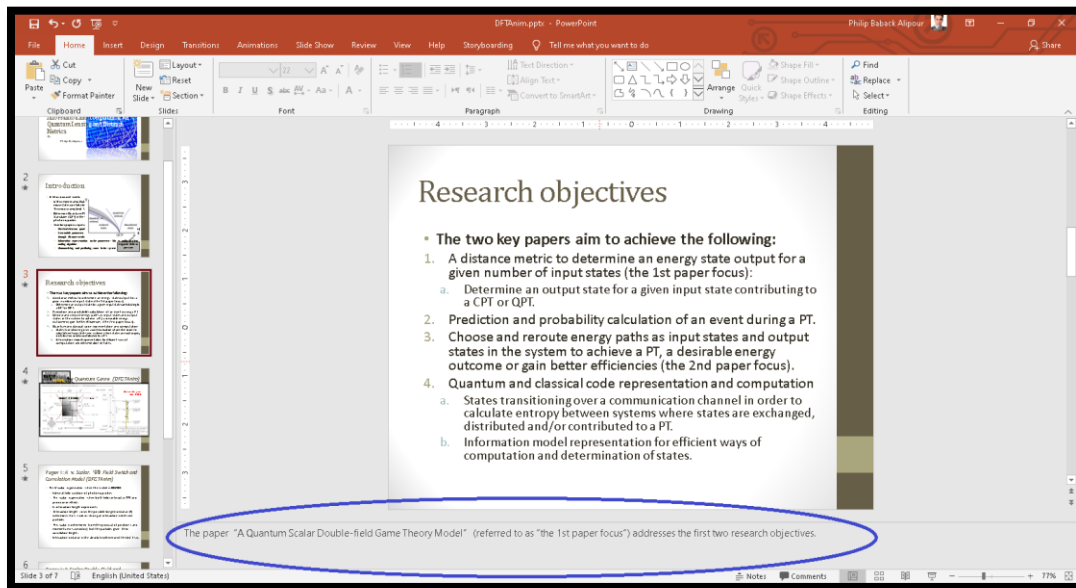 DFTAnim.pptx - PowerPoint
Philip Baback Alipour
File Home Insert Design Transitions Animations Slide Show Review View Help Storyboarding Tell me what you want to do
Share
Paste
Cut
Copy
Format Painter
Clipboard
New Slide
Layout
Reset
Section
Slides
Font
Text Direction
Align Text
Convert to SmartArt
Paragraph
Arrange
Quick Styles
Shape Fill
Shape Outline
Shape Effects
Drawing
Find
Replace
Select
Editing
2
Introduction
3
Research objectives
4
Quantum Game (DFCTAnim)
5
6
Research objectives
• The two key papers aim to achieve the following:
1. A distance metric to determine an energy state output for a
given number of input states (the 1st paper focus):
a. Determine an output state for a given input state contributing to
a CPT or QPT.
2. Prediction and probability calculation of an event during a PT.
3. Choose and reroute energy paths as input states and output
states in the system to achieve a PT, a desirable energy
outcome or gain better efficiencies (the 2nd paper focus).
4. Quantum and classical code representation and computation
a. States transitioning over a communication channel in order to
calculate entropy between systems where states are exchanged,
distributed and/or contributed to a PT.
b. Information model representation for efficient ways of
computation and determination of states.
The paper "A Quantum Scalar Double-field Game Theory Model" (referred to as "the 1st paper focus") addresses the first two research objectives.
Slide 3 of 7 English (United States) Notes Comments 77%